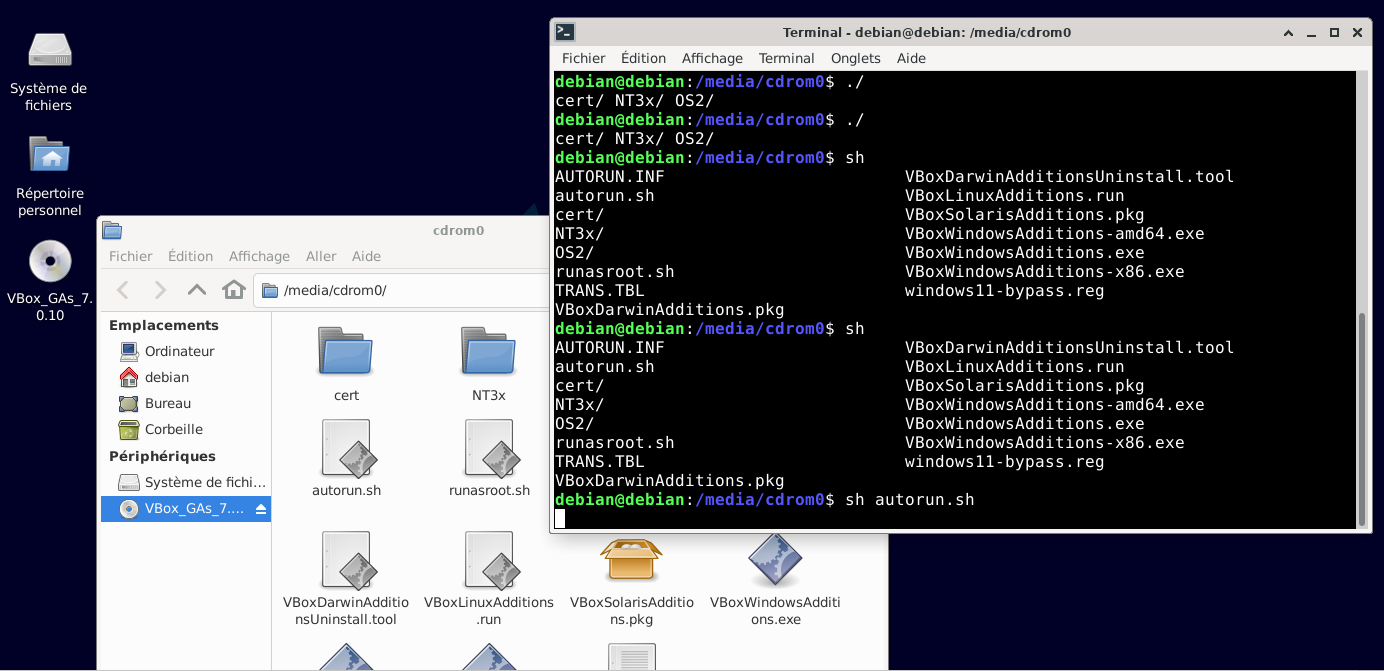 Système de
fichiers
Répertoire
personnel
VBox_GAs_7.
0.10
cdrom0
Fichier Édition Affichage Aller Aide
/media/cdrom0/
Emplacements
Ordinateur
debian
Bureau
Corbeille
Périphériques
Système de fichi...
VBox_GAs_7....
cert
NT3x
autorun.sh
runasroot.sh
VBoxDarwinAdditio
nsUninstall.tool
VBoxLinuxAdditions
.run
VBoxSolarisAdditio
ns.pkg
VBoxWindowsAdditi
ons.exe
Terminal - debian@debian: /media/cdrom0
Fichier Édition Affichage Terminal Onglets Aide
debian@debian:/media/cdrom0$ ./
cert/ NT3x/ OS2/
debian@debian:/media/cdrom0$ ./
cert/ NT3x/ OS2/
debian@debian:/media/cdrom0$ sh
AUTORUN.INF VBoxDarwinAdditionsUninstall.tool
autorun.sh VBoxLinuxAdditions.run
cert/ VBoxSolarisAdditions.pkg
NT3x/ VBoxWindowsAdditions-amd64.exe
OS2/ VBoxWindowsAdditions.exe
runasroot.sh VBoxWindowsAdditions-x86.exe
TRANS.TBL windows11-bypass.reg
VBoxDarwinAdditions.pkg
debian@debian:/media/cdrom0$ sh
AUTORUN.INF VBoxDarwinAdditionsUninstall.tool
autorun.sh VBoxLinuxAdditions.run
cert/ VBoxSolarisAdditions.pkg
NT3x/ VBoxWindowsAdditions-amd64.exe
OS2/ VBoxWindowsAdditions.exe
runasroot.sh VBoxWindowsAdditions-x86.exe
TRANS.TBL windows11-bypass.reg
VBoxDarwinAdditions.pkg
debian@debian:/media/cdrom0$ sh autorun.sh